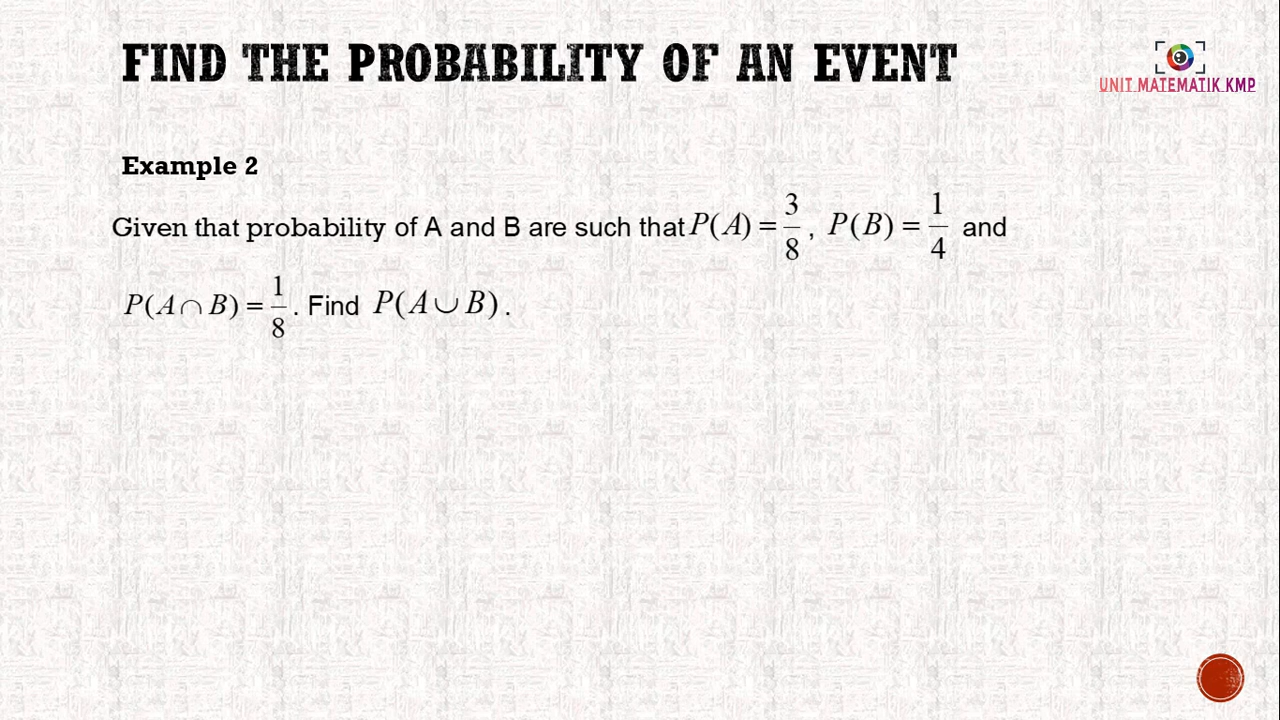 FIND THE PROBABILITY OF AN EVENT
UNIT MATEMATIK KMP
Example 2
Given that probability of A and B are such that P(A) = 3/8 , P(B) = 1/4 and
P(A∩B) = 1/8 . Find P(A∪B) .